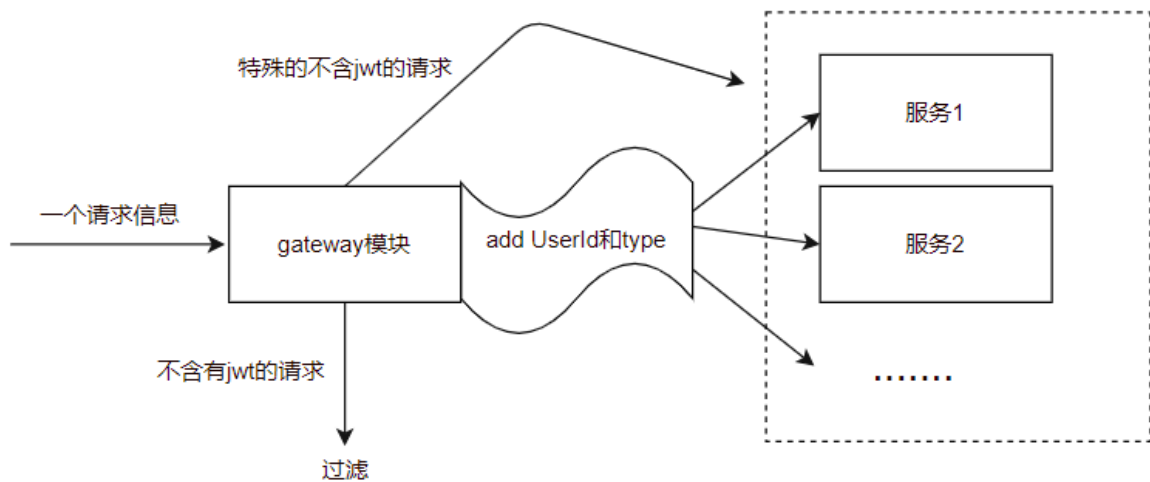 特殊的不含jwt的请求
服务1
一个请求信息
gateway模块
add UserId和type
服务2
不含有jwt的请求
.......
过滤